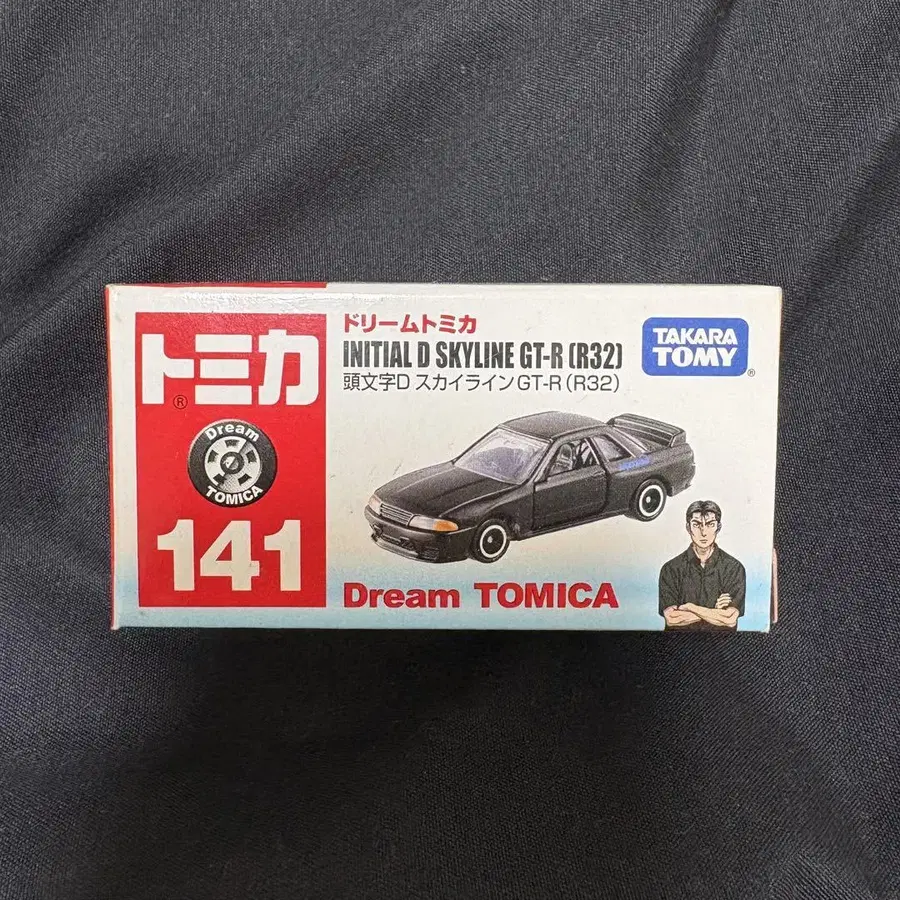 トミカ
®
Dream
TOMICA
141
ドリームトミカ
INITIAL D SKYLINE GT-R (R32)
頭文字D スカイラインGT-R (R32)
Dream TOMICA
TAKARA
TOMY
®